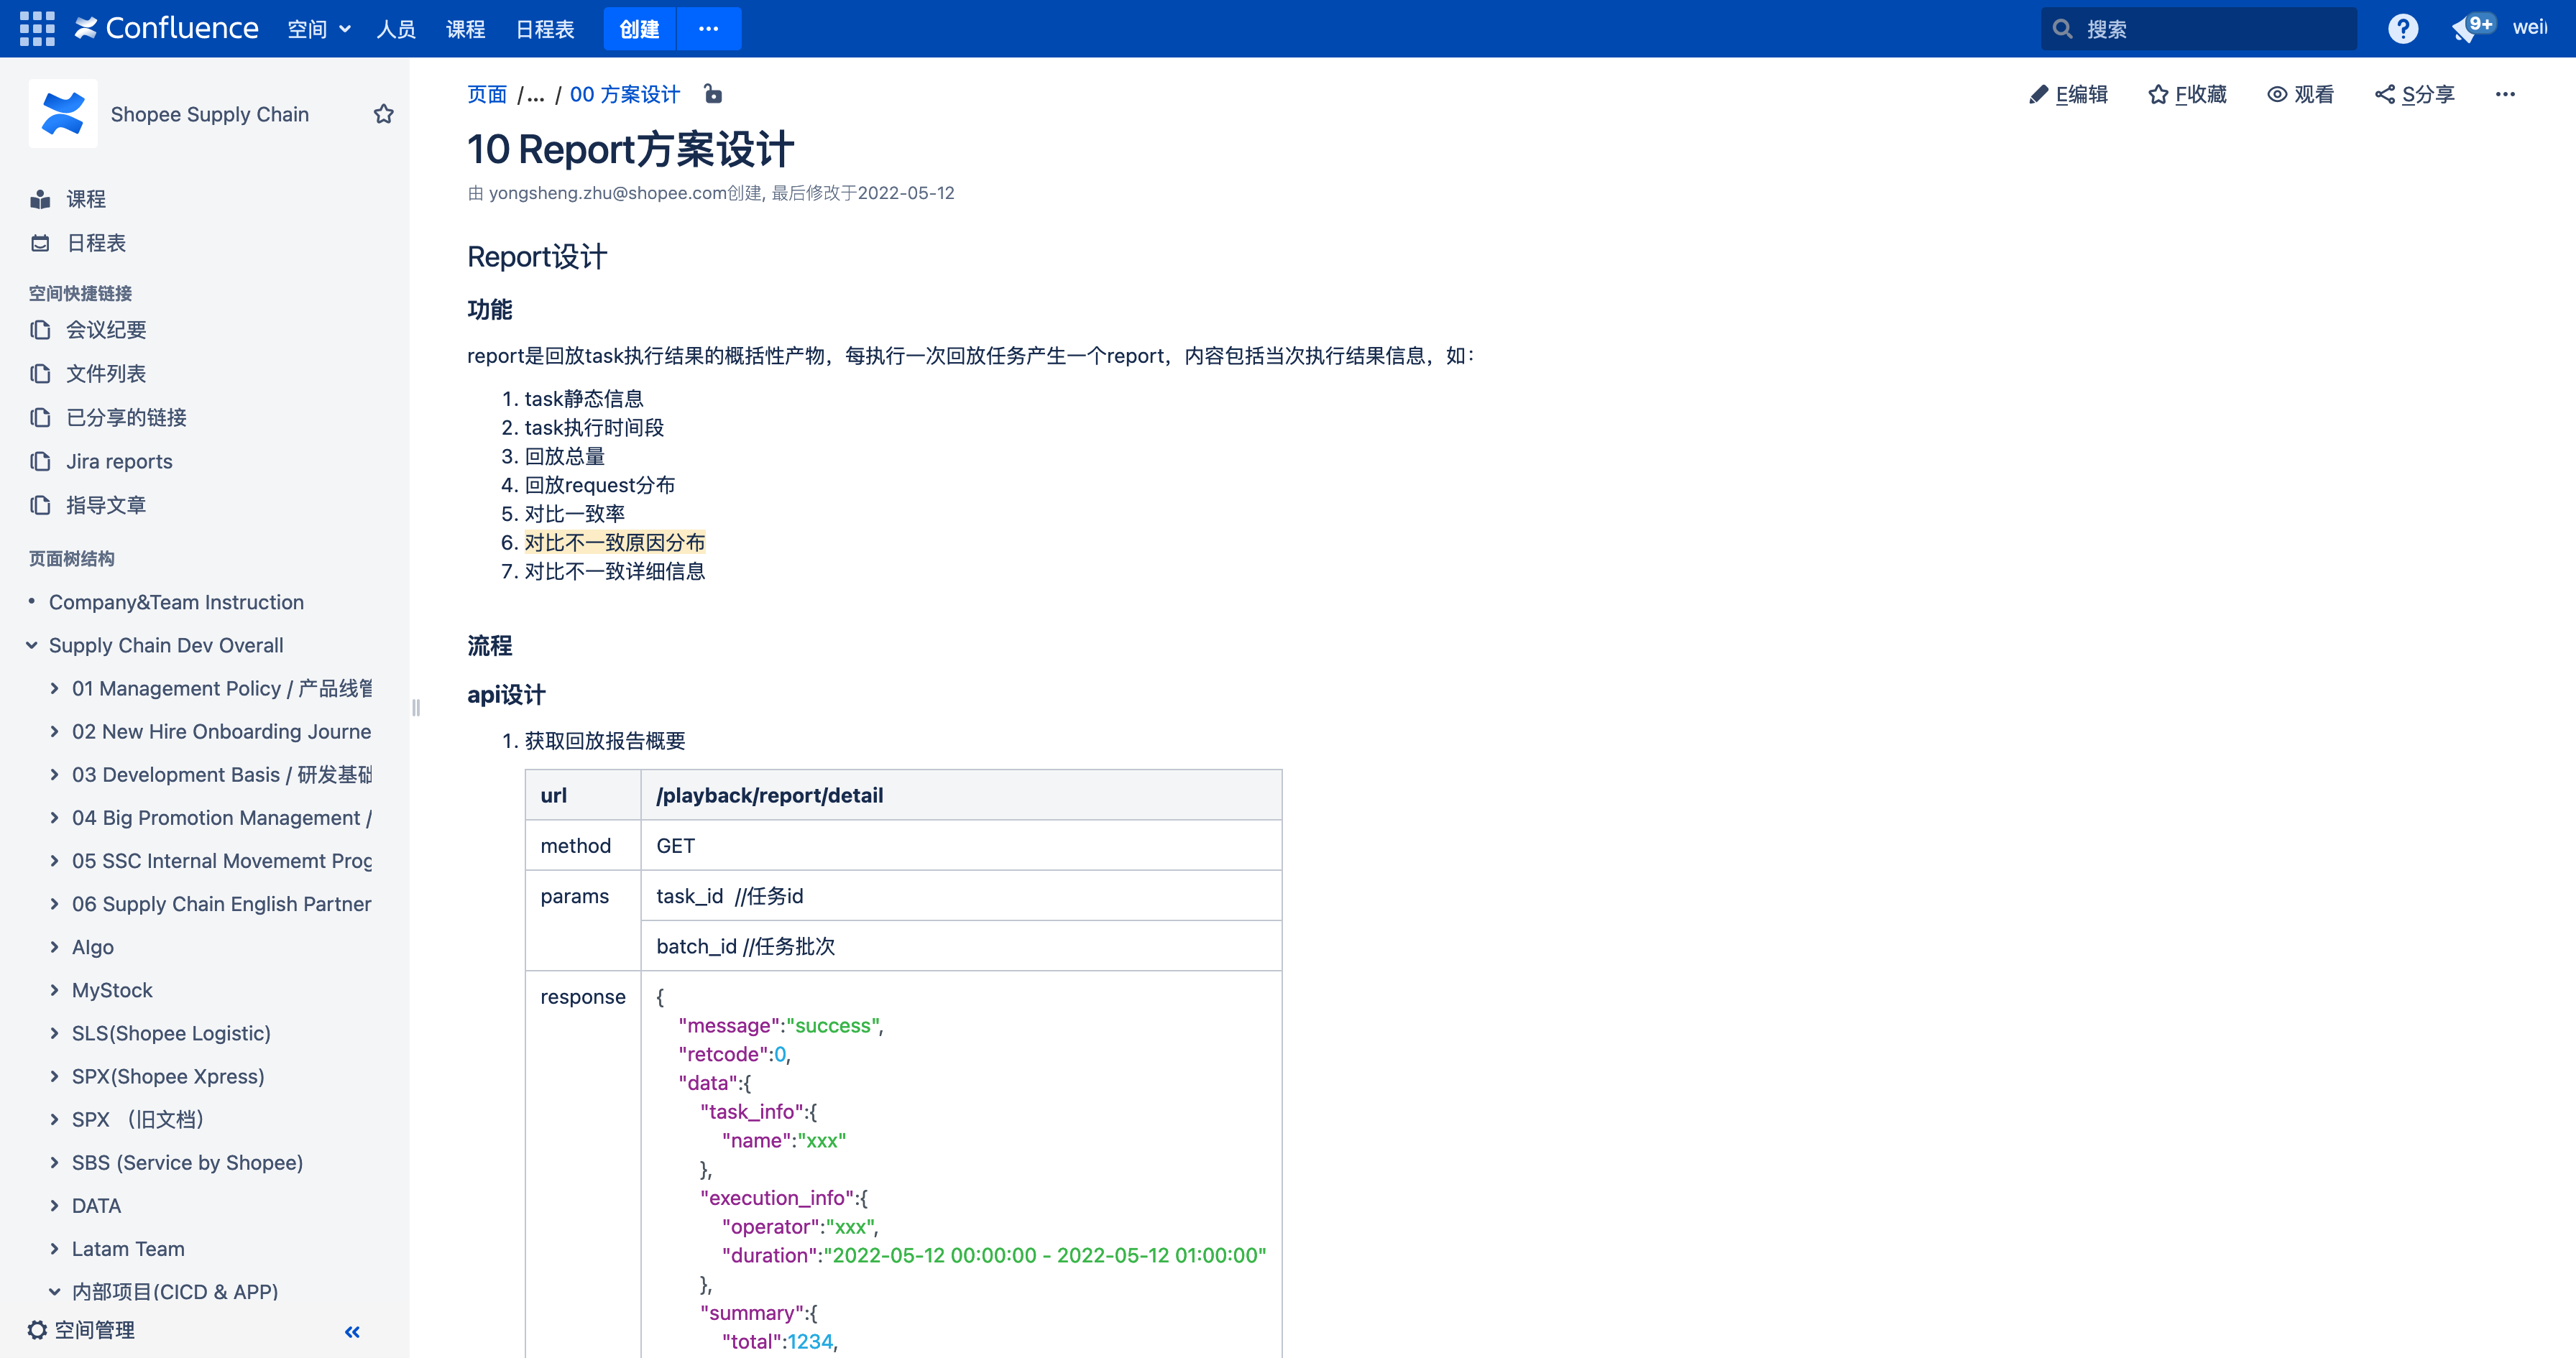 Confluence 空间 人员 课程 日程表 创建 ···
搜索 9+ weil
Shopee Supply Chain
课程
日程表
空间快捷链接
会议纪要
文件列表
已分享的链接
Jira reports
指导文章
页面树结构
Company&Team Instruction
Supply Chain Dev Overall
01 Management Policy / 产品线管
02 New Hire Onboarding Journe
03 Development Basis / 研发基础
04 Big Promotion Management /
05 SSC Internal Movememt Prog
06 Supply Chain English Partner
Algo
MyStock
SLS(Shopee Logistic)
SPX(Shopee Xpress)
SPX （旧文档）
SBS (Service by Shopee)
DATA
Latam Team
内部项目(CICD & APP)
空间管理
页面 /... / 00 方案设计
E编辑 F收藏 观看 S分享 ···
10 Report方案设计
由 yongsheng.zhu@shopee.com创建, 最后修改于2022-05-12
Report设计
功能
report是回放task执行结果的概括性产物，每执行一次回放任务产生一个report，内容包括当次执行结果信息，如：
1. task静态信息
2. task执行时间段
3. 回放总量
4. 回放request分布
5. 对比一致率
6. 对比不一致原因分布
7. 对比不一致详细信息
流程
api设计
1. 获取回放报告概要
url /playback/report/detail
method GET
params task_id //任务id
batch_id //任务批次
response {
"message":"success",
"retcode":0,
"data":{
"task_info":{
"name":"xxx"
},
"execution_info":{
"operator":"xxx",
"duration":"2022-05-12 00:00:00 - 2022-05-12 01:00:00"
},
"summary":{
"total":1234,